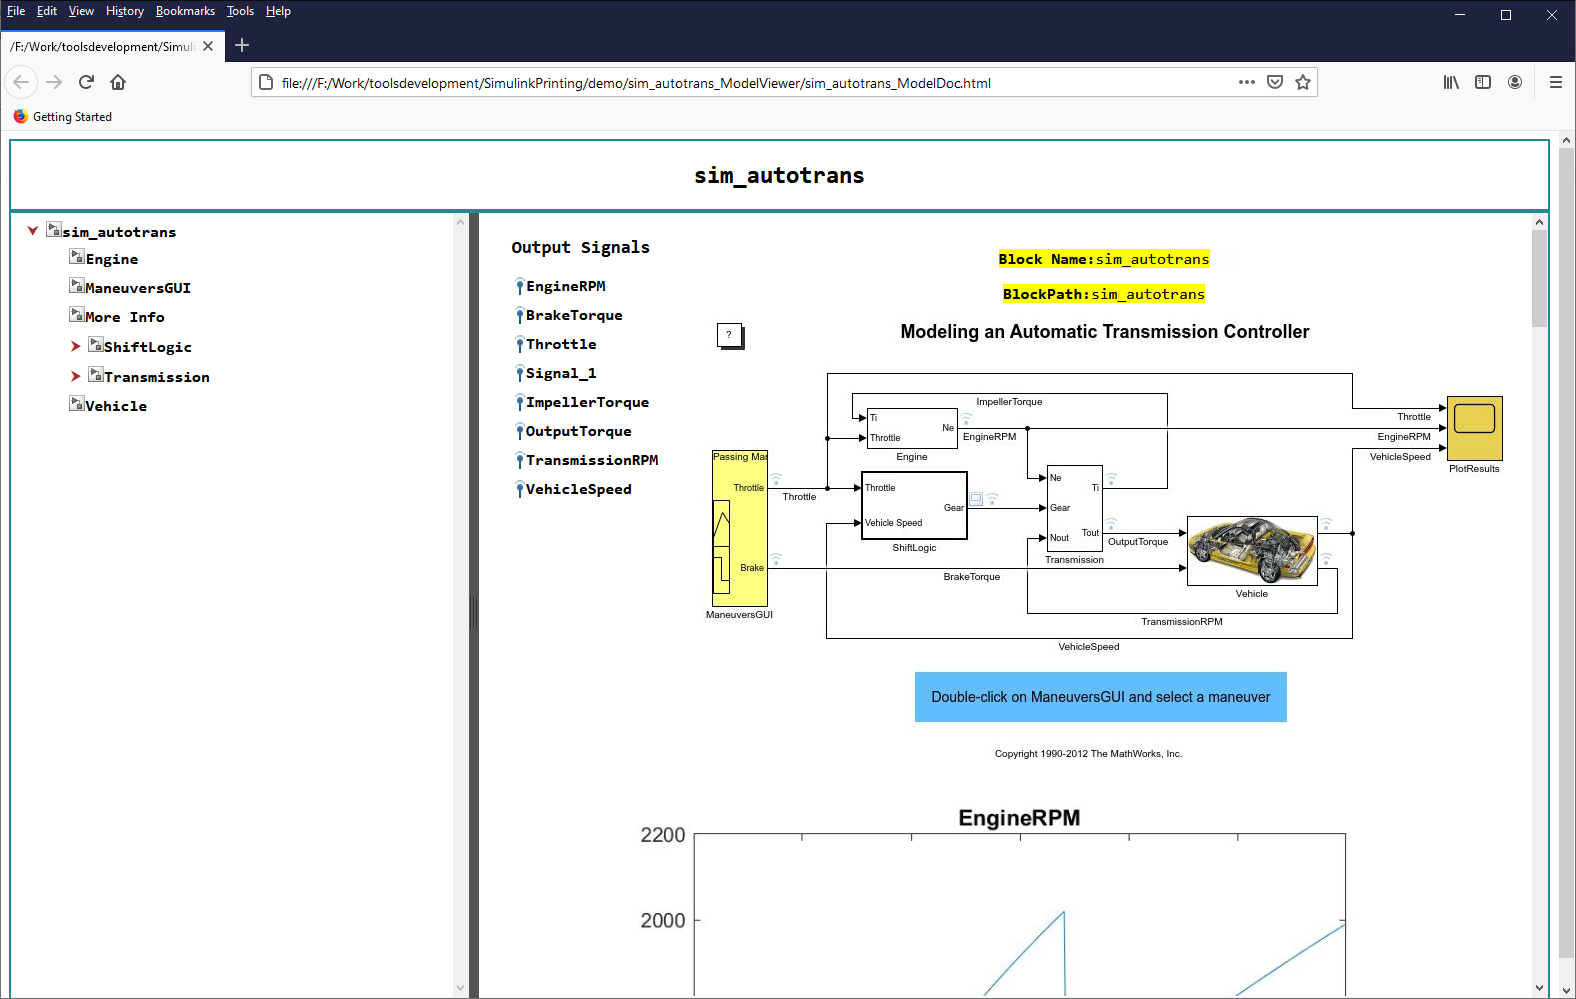 File Edit View History Bookmarks Tools Help
/F:/Work/toolsdevelopment/Simuli
file:///F:/Work/toolsdevelopment/SimulinkPrinting/demo/sim_autotrans_ModelViewer/sim_autotrans_ModelDoc.html
Getting Started
sim_autotrans
sim_autotrans
Engine
ManeuversGUI
More Info
ShiftLogic
Transmission
Vehicle
Output Signals
EngineRPM
BrakeTorque
Throttle
Signal_1
ImpellerTorque
OutputTorque
TransmissionRPM
VehicleSpeed
Block Name:sim_autotrans
BlockPath:sim_autotrans
Modeling an Automatic Transmission Controller
?
ImpellerTorque
Ti
Throttle
Ne
EngineRPM
Engine
Throttle
EngineRPM
VehicleSpeed
PlotResults
Passing Mar
Throttle
Brake
ManeuversGUI
Throttle
Throttle
Vehicle Speed
Gear
ShiftLogic
Ne
Gear
Nout
Ti
Tout
Transmission
OutputTorque
BrakeTorque
Vehicle
TransmissionRPM
VehicleSpeed
Double-click on ManeuversGUI and select a maneuver
Copyright 1990-2012 The MathWorks, Inc.
EngineRPM
2200
2000